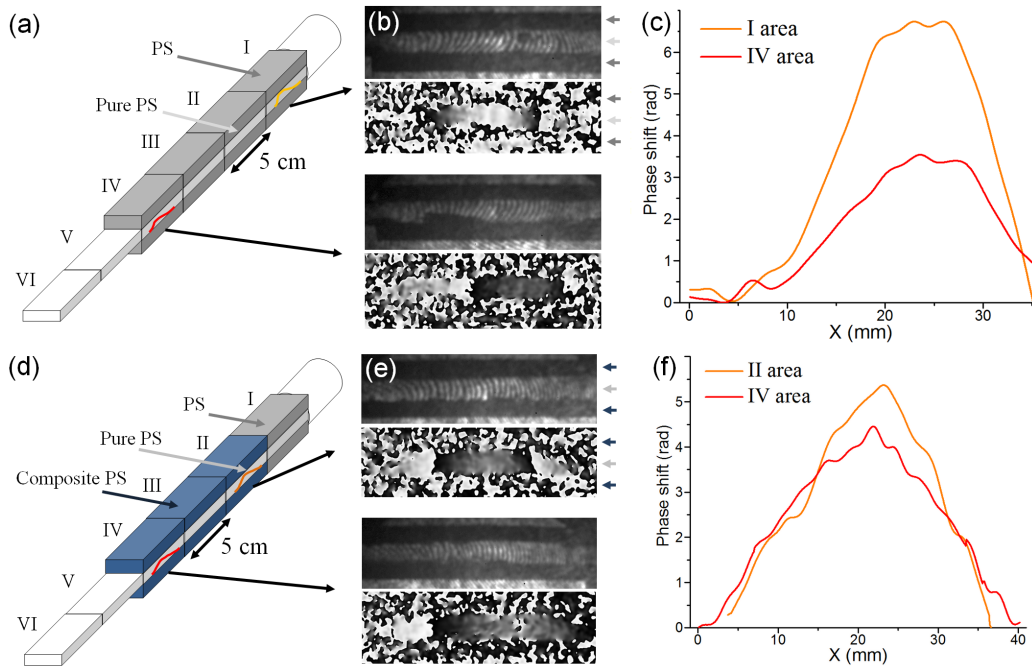 (a)
PS
I
Pure PS
II
III
IV
V
VI
5 cm
(b)
(c)
I area
IV area
Phase shift (rad)
7
6
5
4
3
2
1
0
0
10
20
30
X (mm)
(d)
PS
I
Pure PS
II
Composite PS
III
IV
V
VI
5 cm
(e)
(f)
II area
IV area
Phase shift (rad)
5
4
3
2
1
0
0
10
20
30
40
X (mm)